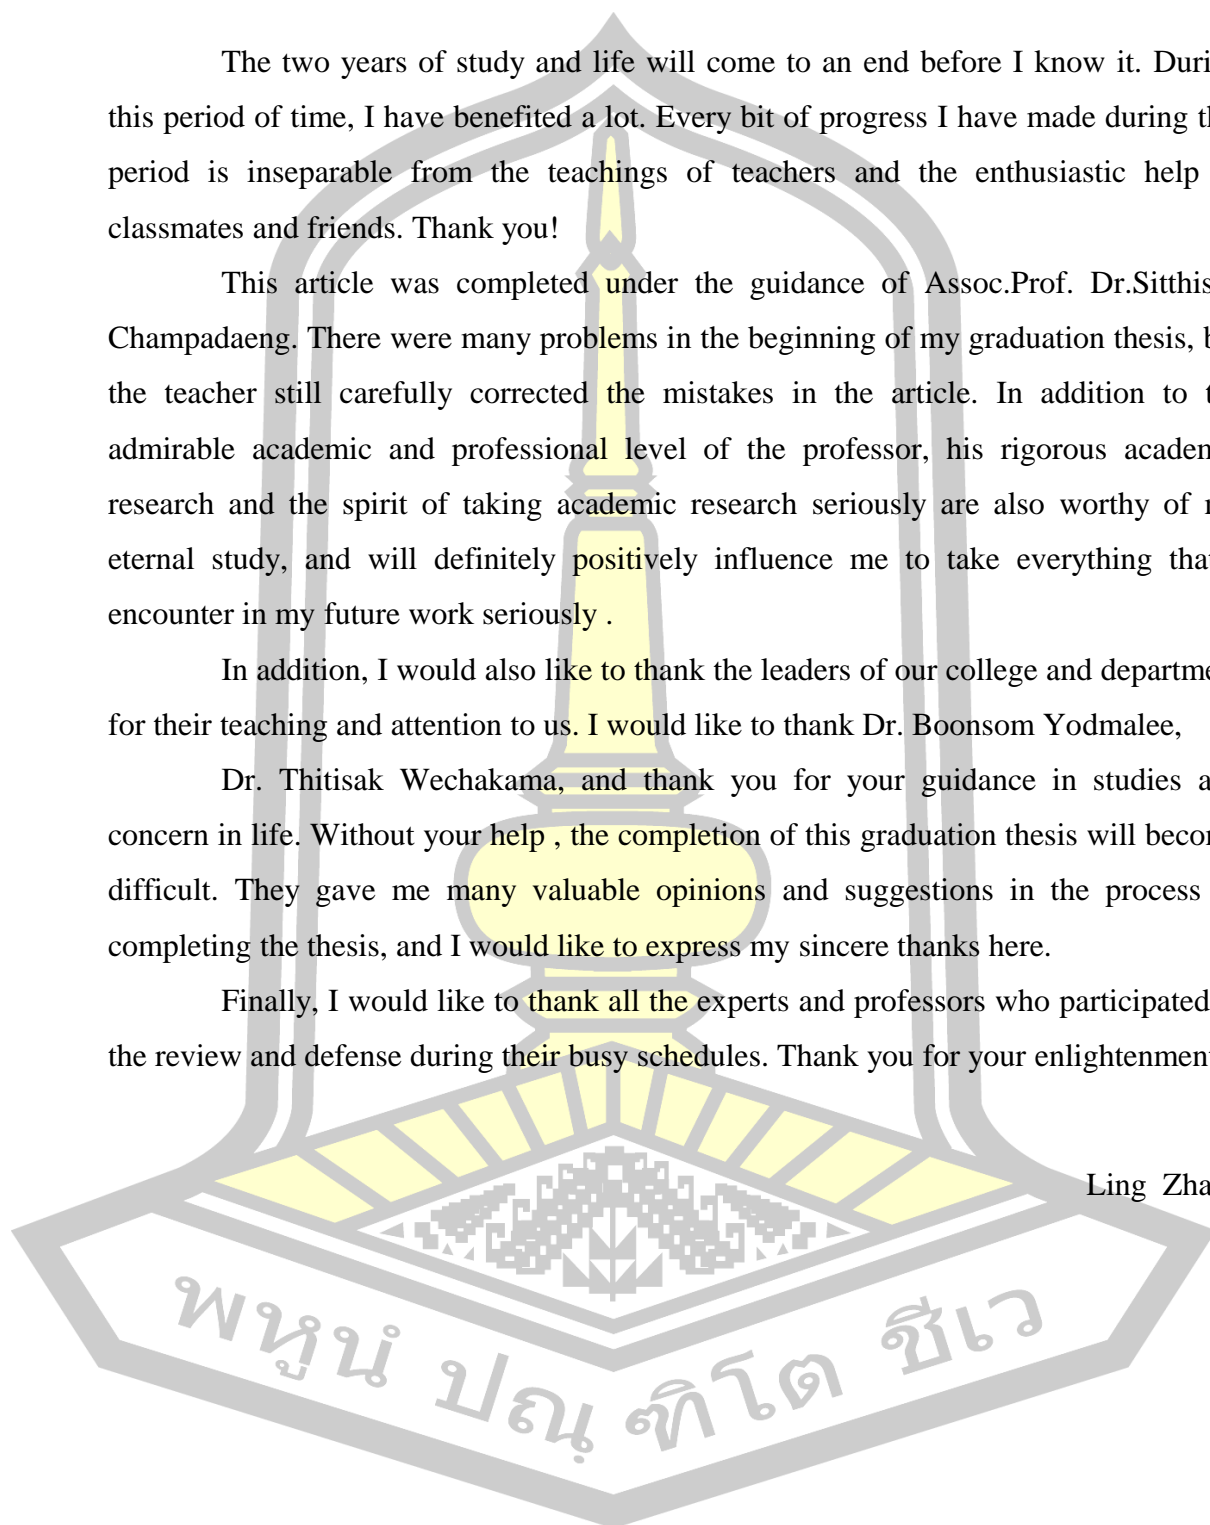 The two years of study and life will come to an end before I know it. Duri
this period of time, I have benefited a lot. Every bit of progress I have made during th
period is inseparable from the teachings of teachers and the enthusiastic help
classmates and friends. Thank you!
This article was completed under the guidance of Assoc.Prof. Dr.Sitthis
Champadaeng. There were many problems in the beginning of my graduation thesis, b
the teacher still carefully corrected the mistakes in the article. In addition to t
admirable academic and professional level of the professor, his rigorous academ
research and the spirit of taking academic research seriously are also worthy of
eternal study, and will definitely positively influence me to take everything that
encounter in my future work seriously .
In addition, I would also like to thank the leaders of our college and departme
for their teaching and attention to us. I would like to thank Dr. Boonsom Yodmalee,
Dr. Thitisak Wechakama, and thank you for your guidance in studies a
concern in life. Without your help , the completion of this graduation thesis will becom
difficult. They gave me many valuable opinions and suggestions in the process
completing the thesis, and I would like to express my sincere thanks here.
Finally, I would like to thank all the experts and professors who participated
the review and defense during their busy schedules. Thank you for your enlightenment
Ling Zha
พหูนํ ปณฺฑิโต ชีเว